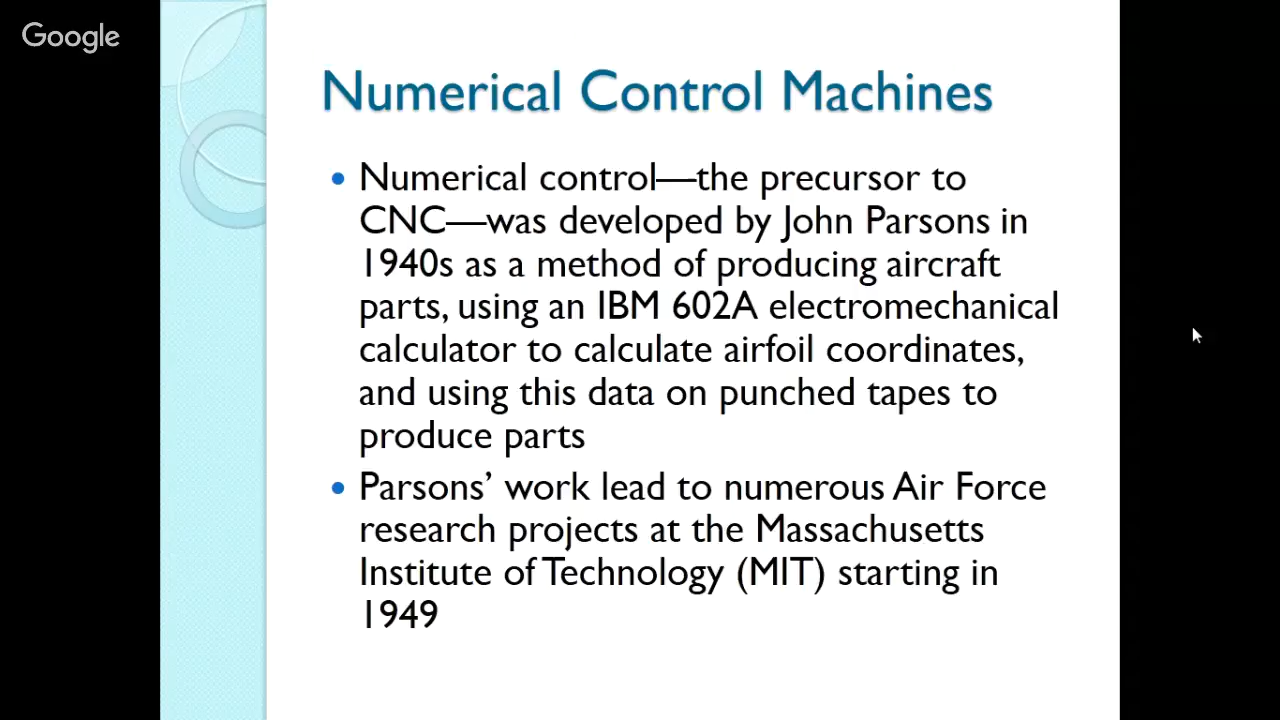 Google
Numerical Control Machines
• Numerical control—the precursor to
CNC—was developed by John Parsons in
1940s as a method of producing aircraft
parts, using an IBM 602A electromechanical
calculator to calculate airfoil coordinates,
and using this data on punched tapes to
produce parts
• Parsons’ work lead to numerous Air Force
research projects at the Massachusetts
Institute of Technology (MIT) starting in
1949